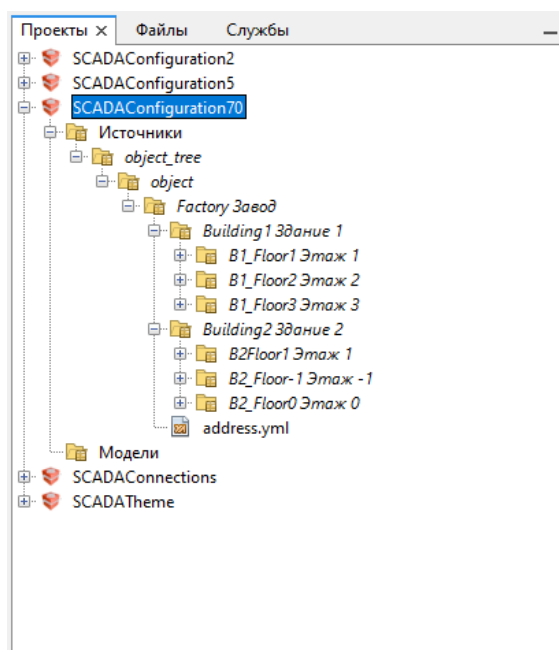 Проекты × Файлы Службы
SCADAConfiguration2
SCADAConfiguration5
SCADAConfiguration70
Источники
object_tree
object
Factory Завод
Building1 Здание 1
B1_Floor1 Этаж 1
B1_Floor2 Этаж 2
B1_Floor3 Этаж 3
Building2 Здание 2
B2Floor1 Этаж 1
B2_Floor-1 Этаж -1
B2_Floor0 Этаж 0
address.yml
Модели
SCADAConnections
SCADATheme